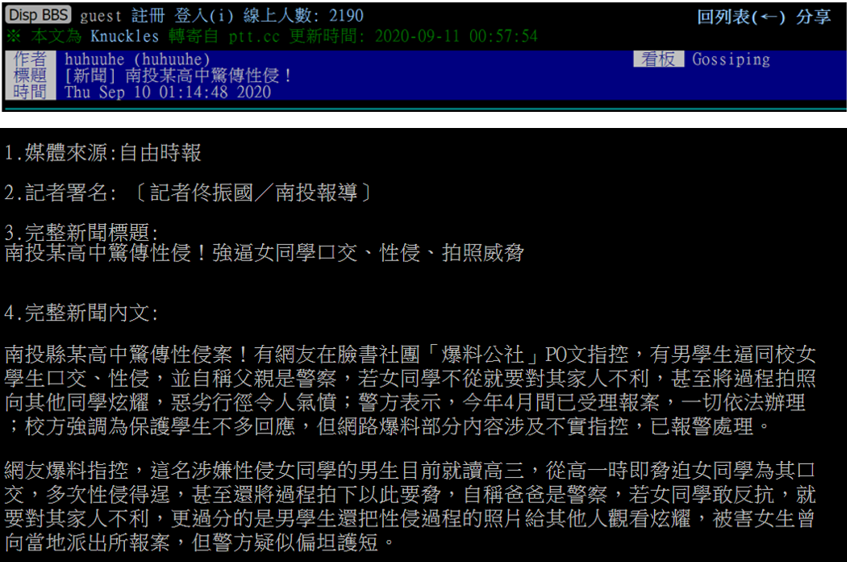 Disp BBS guest 註冊 登入(i) 線上人數: 2190 回列表(←) 分享
※ 本文為 Knuckles 轉寄自 ptt.cc 更新時間: 2020-09-11 00:57:54
作者 huhuuhe (huhuuhe) 看板 Gossiping
標題 [新聞] 南投某高中驚傳性侵！
時間 Thu Sep 10 01:14:48 2020
1.媒體來源:自由時報
2.記者署名: 〔記者佟振國／南投報導〕
3.完整新聞標題:
南投某高中驚傳性侵！強逼女同學口交、性侵、拍照威脅
4.完整新聞內文:
南投縣某高中驚傳性侵案！有網友在臉書社團「爆料公社」PO文指控，有男學生逼同校女
學生口交、性侵，並自稱父親是警察，若女同學不從就要對其家人不利，甚至將過程拍照
向其他同學炫耀，惡劣行徑令人氣憤；警方表示，今年4月間已受理報案，一切依法辦理
；校方強調為保護學生不多回應，但網路爆料部分內容涉及不實指控，已報警處理。
網友爆料指控，這名涉嫌性侵女同學的男生目前就讀高三，從高一時即脅迫女同學為其口
交，多次性侵得逞，甚至還將過程拍下以此要脅，自稱爸爸是警察，若女同學敢反抗，就
要對其家人不利，更過分的是男學生還把性侵過程的照片給其他人觀看炫耀，被害女生曾
向當地派出所報案，但警方疑似偏坦護短。